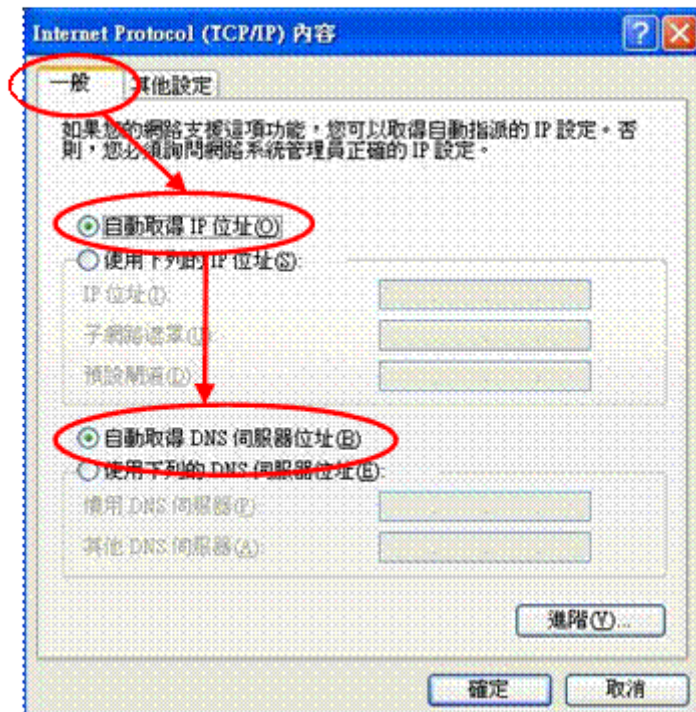 Internet Protocol (TCP/IP) 內容
一般 其他設定
如果您的網路支援這項功能，您可以取得自動指派的 IP 設定。否
則，您必須詢問網路系統管理員正確的 IP 設定。
自動取得 IP 位址(O)
使用下列的 IP 位址(S):
IP 位址(I):
子網路遮罩(U):
預設閘道(D):
自動取得 DNS 伺服器位址(B)
使用下列的 DNS 伺服器位址(E):
慣用 DNS 伺服器(P):
其他 DNS 伺服器(A):
進階(V)...
確定 取消